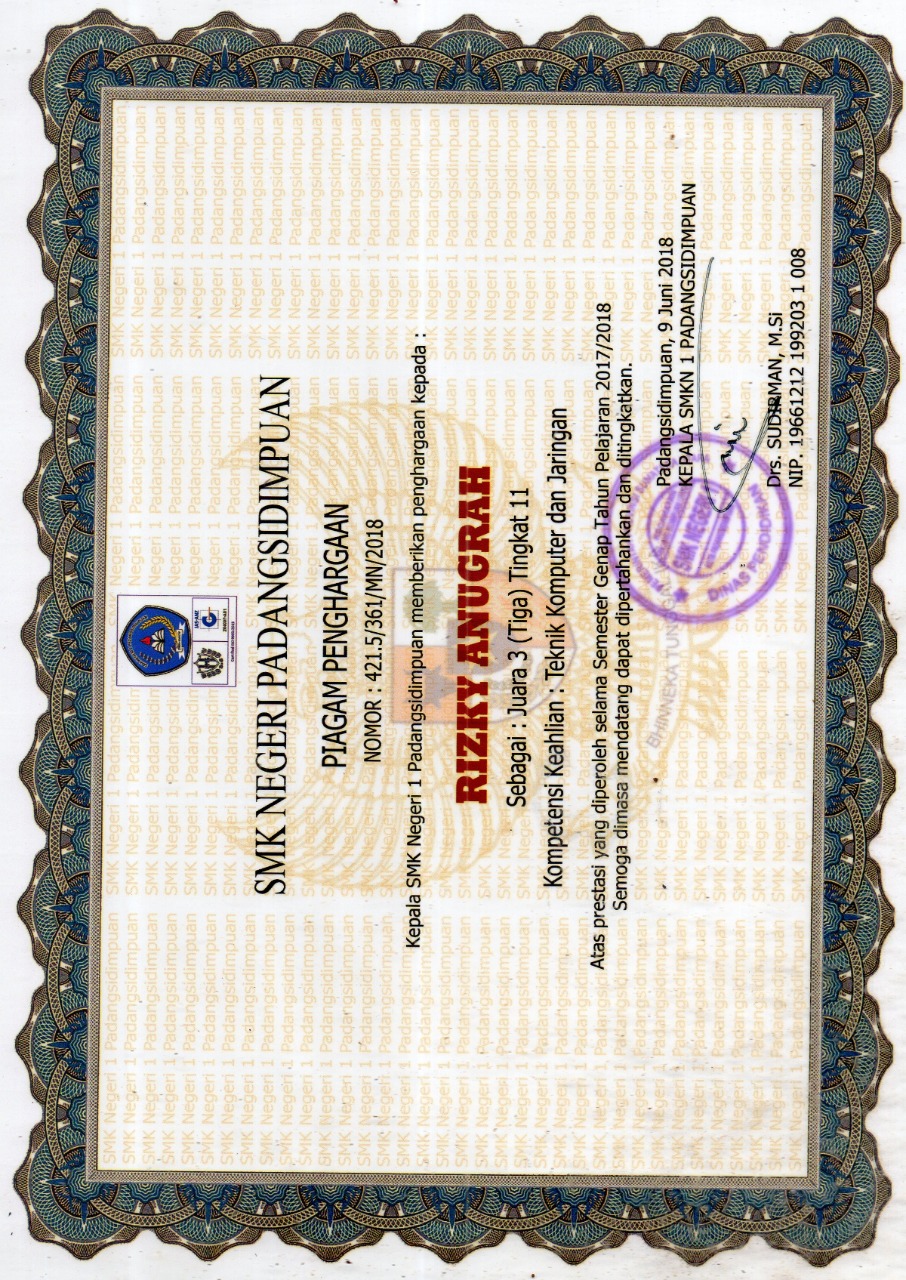 SMK NEGERI PADANGSIDIMPUAN
PIAGAM PENGHARGAAN
NOMOR : 421.5/361/MN/2018
Kepala SMK Negeri 1 Padangsidimpuan memberikan penghargaan kepada :
RIZKY ANUGRAH
Sebagai : Juara 3 (Tiga) Tingkat 11
Kompetensi Keahlian : Teknik Komputer dan Jaringan
Atas prestasi yang diperoleh selama Semester Genap Tahun Pelajaran 2017/2018
Semoga dimasa mendatang dapat dipertahankan dan ditingkatkan.
Padangsidimpuan, 9 Juni 2018
KEPALA SMKN 1 PADANGSIDIMPUAN
Drs. SUDIRMAN, M.Si
NIP. 19661212 199203 1 008
SMK NEGERI
DINAS PENDIDIKAN
BHINNEKA TUNGGAL
SMK Negeri 1 Padangsidimpuan